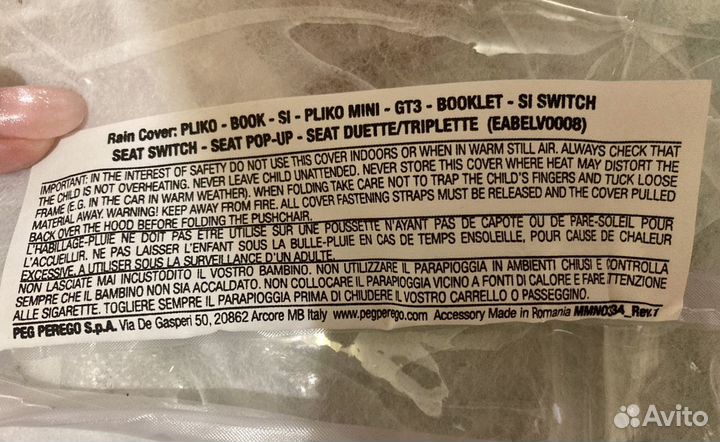 Rain Cover: PLIKO - BOOK - SI - PLIKO MINI - GT3 - BOOKLET - SI SWITCH
SEAT SWITCH - SEAT POP-UP - SEAT DUETTE/TRIPLETTE (EABELV0008)
IMPORTANT: IN THE INTEREST OF SAFETY DO NOT USE THIS COVER INDOORS OR WHEN IN WARM STILL AIR. ALWAYS CHECK THAT
THE CHILD IS NOT OVERHEATING. NEVER LEAVE CHILD UNATTENDED. NEVER STORE THIS COVER WHERE HEAT MAY DISTORT THE
FRAME (E.G. IN THE CAR IN WARM WEATHER). WHEN FOLDING TAKE CARE NOT TO TRAP THE CHILD'S FINGERS AND TUCK LOOSE
MATERIAL AWAY. WARNING! KEEP AWAY FROM FIRE. ALL COVER FASTENING STRAPS MUST BE RELEASED AND THE COVER PULLED
BACK OVER THE HOOD BEFORE FOLDING THE PUSHCHAIR.
L'HABILLAGE-PLUIE NE DOIT PAS ETRE UTILISE SUR UNE POUSSETTE N'AYANT PAS DE CAPOTE OU DE PARE-SOLEIL POUR
L'ACCUEILLIR. NE PAS LAISSER L'ENFANT SOUS LA BULLE-PLUIE EN CAS DE TEMPS ENSOLEILLE, POUR CAUSE DE CHALEUR
EXCESSIVE. A UTILISER SOUS LA SURVEILLANCE D'UN ADULTE.
NON LASCIATE MAI INCUSTODITO IL VOSTRO BAMBINO. NON UTILIZZARE IL PARAPIOGGIA IN AMBIENTI CHIUSI E CONTROLLA
SEMPRE CHE IL BAMBINO NON SIA ACCALDATO. NON COLLOCARE IL PARAPIOGGIA VICINO A FONTI DI CALORE E FARE ATTENZIONE
ALLE SIGARETTE. TOGLIERE SEMPRE IL PARAPIOGGIA PRIMA DI CHIUDERE IL VOSTRO CARRELLO O PASSEGGINO.
PEG PEREGO S.p.A. Via De Gasperi 50, 20862 Arcore MB Italy www.pegperego.com Accessory Made in Romania MMN034_Rev.1
Avito